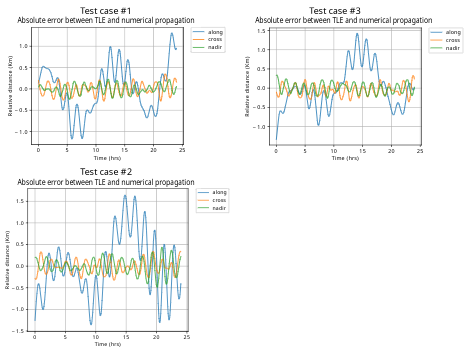 Test case #1
Absolute error between TLE and numerical propagation
Relative distance (Km)
1.0
0.5
0.0
−0.5
−1.0
0 5 10 15 20 25
Time (hrs)
along
cross
nadir
Test case #3
Absolute error between TLE and numerical propagation
Relative distance (Km)
1.5
1.0
0.5
0.0
−0.5
−1.0
0 5 10 15 20 25
Time (hrs)
along
cross
nadir
Test case #2
Absolute error between TLE and numerical propagation
Relative distance (Km)
1.5
1.0
0.5
0.0
−0.5
−1.0
−1.5
0 5 10 15 20 25
Time (hrs)
along
cross
nadir